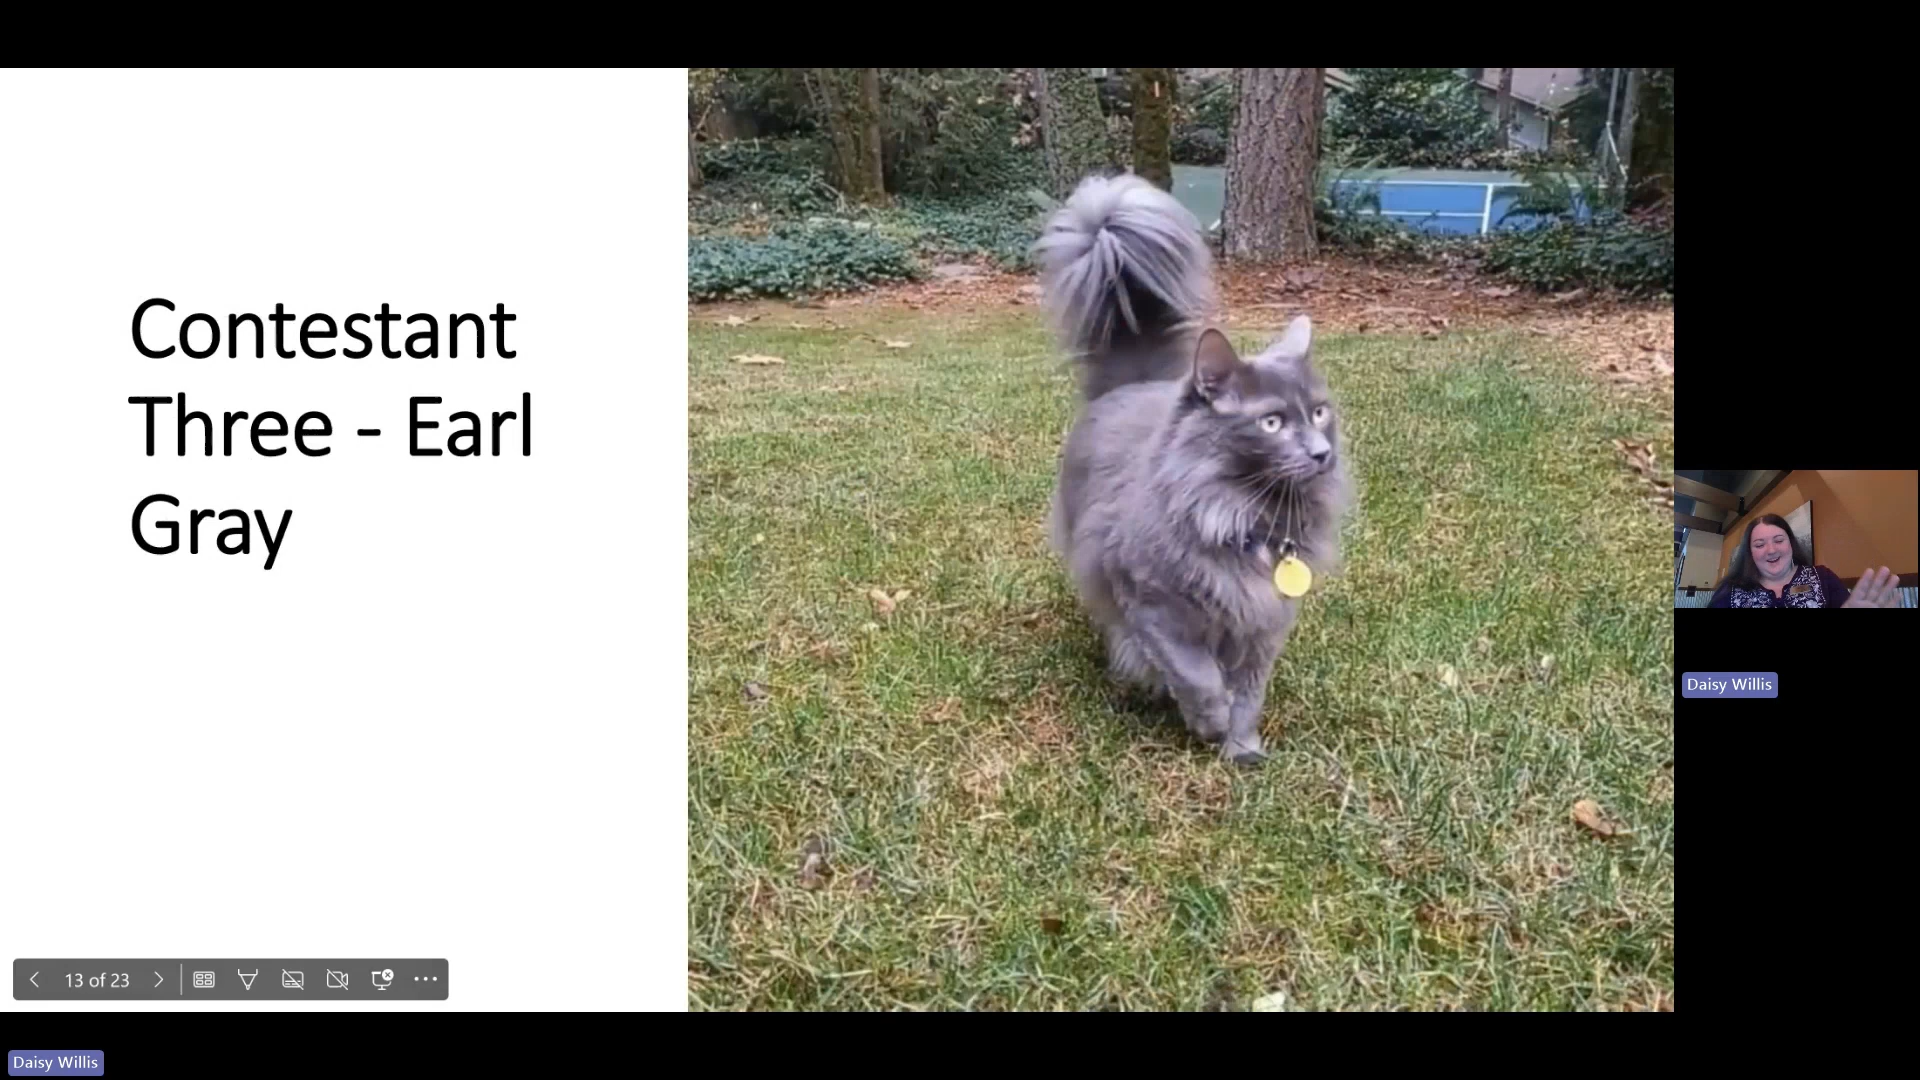 Contestant
Three - Earl
Gray
13 of 23
Daisy Willis
Daisy Willis